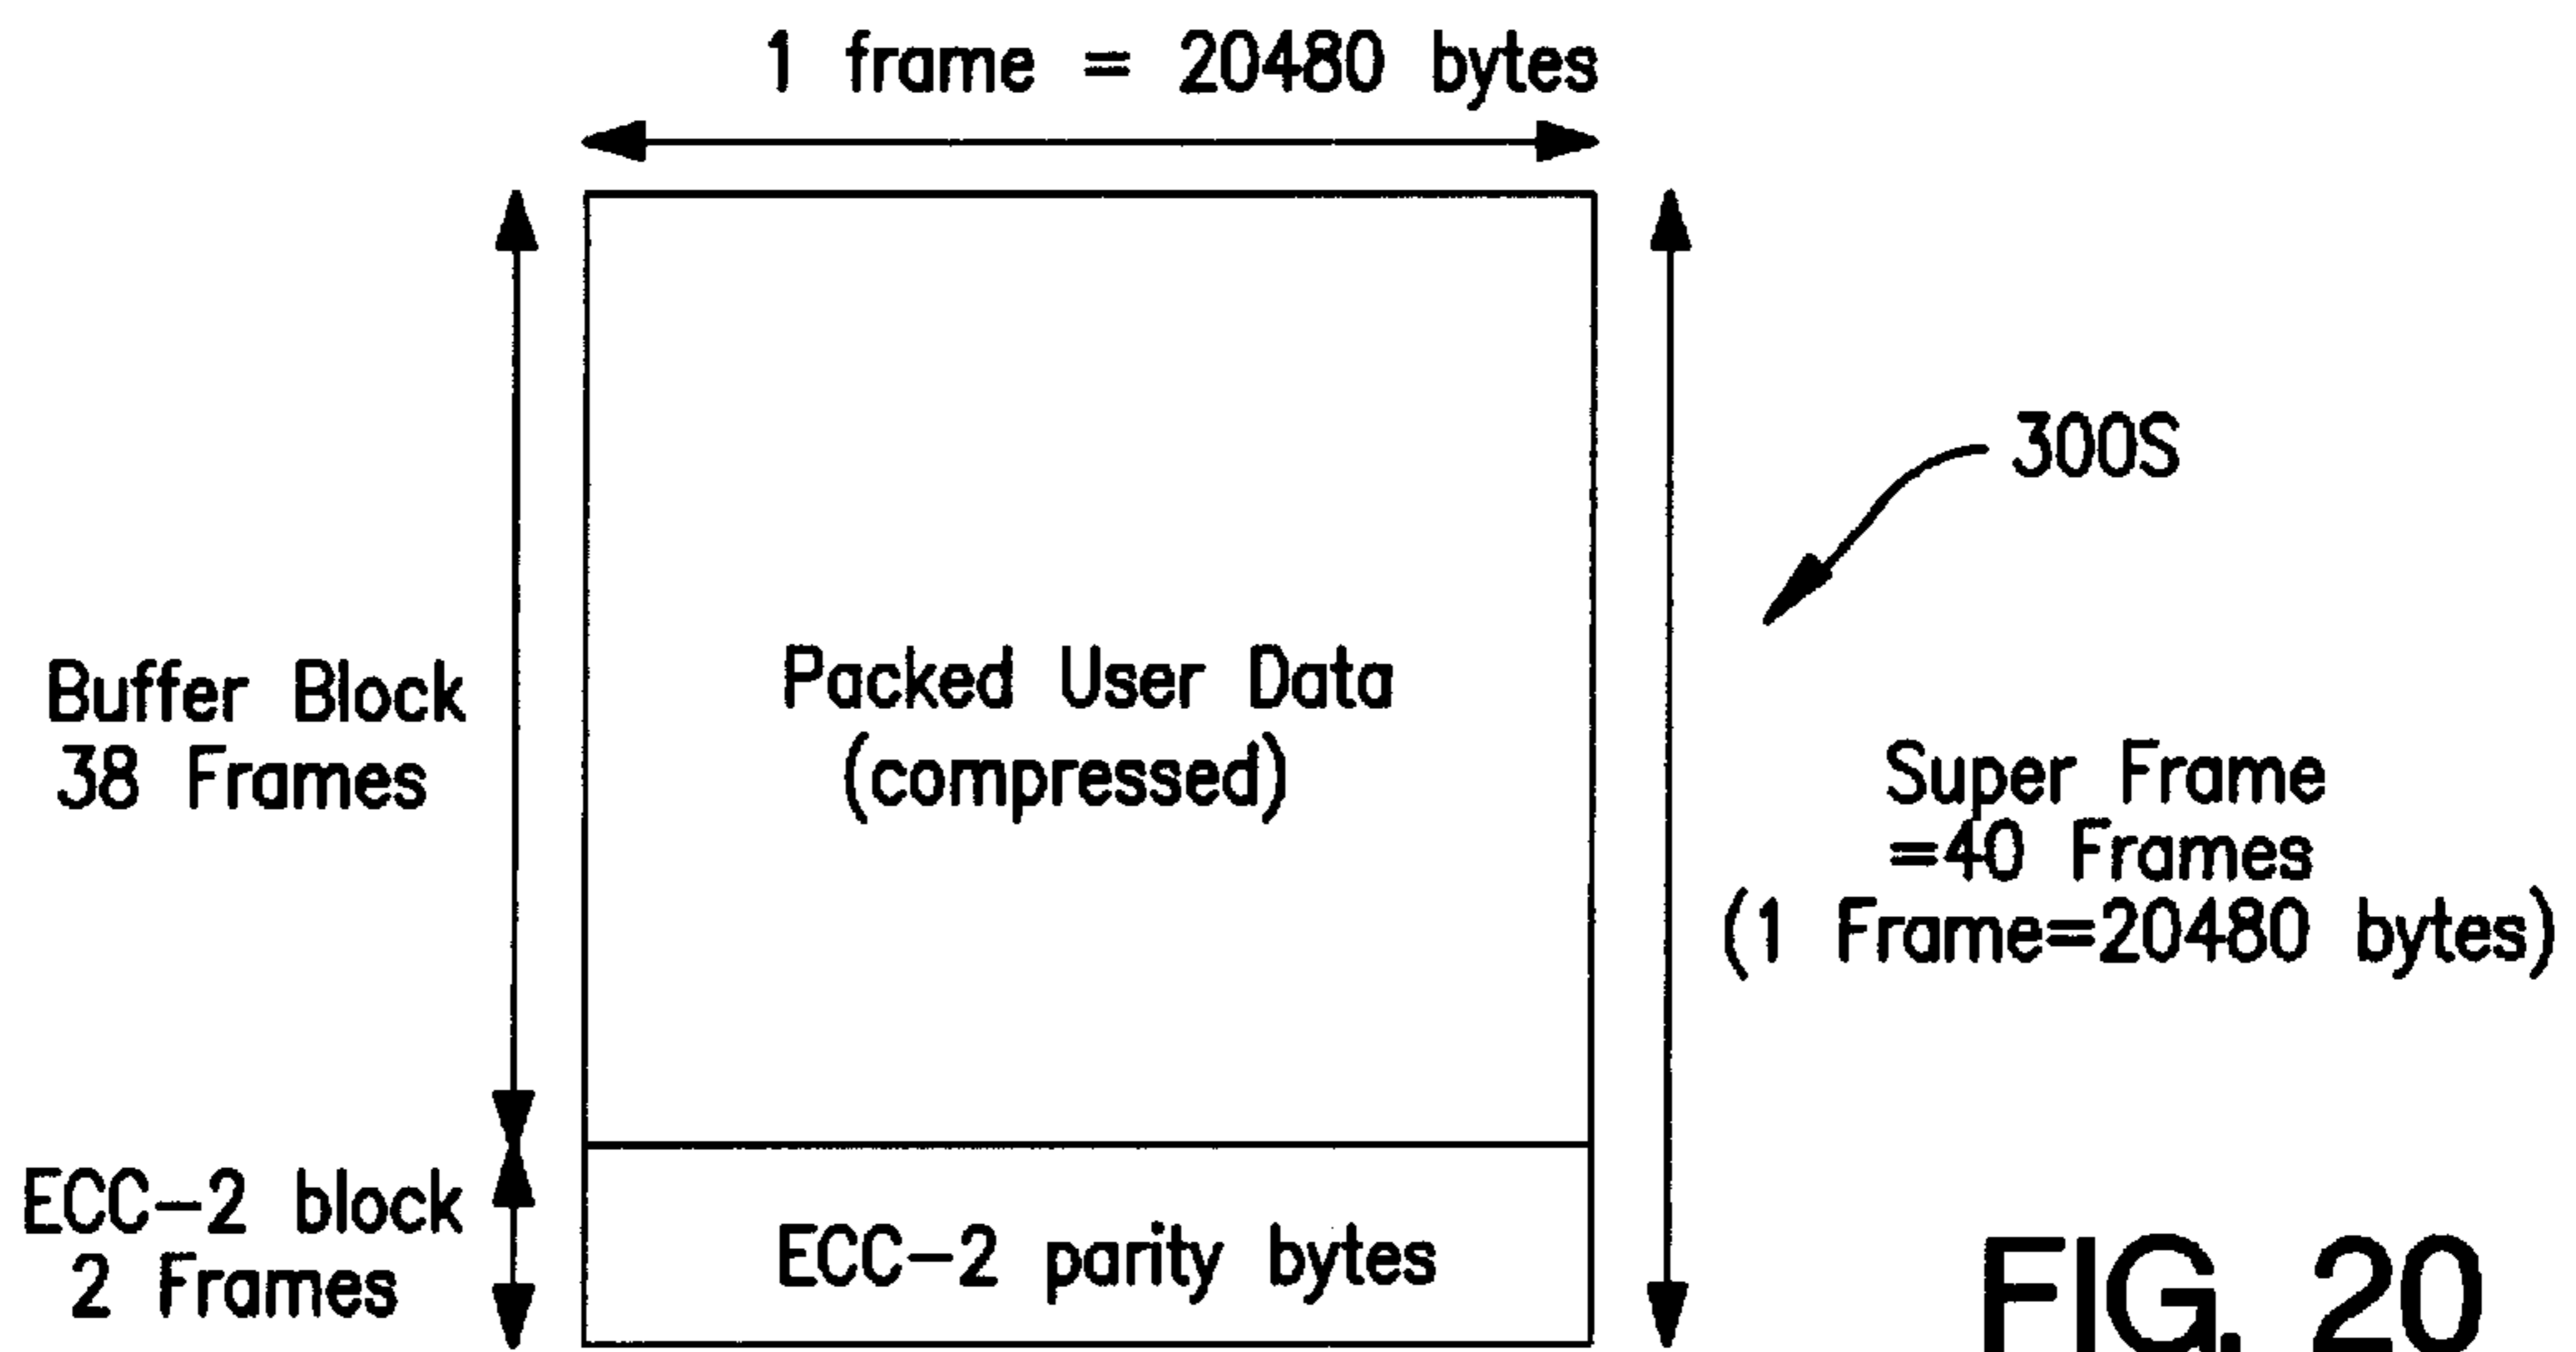 1 frame = 20480 bytes
300S
Buffer Block
38 Frames
Packed User Data
(compressed)
Super Frame
=40 Frames
(1 Frame=20480 bytes)
ECC-2 block
2 Frames
ECC-2 parity bytes
FIG. 20